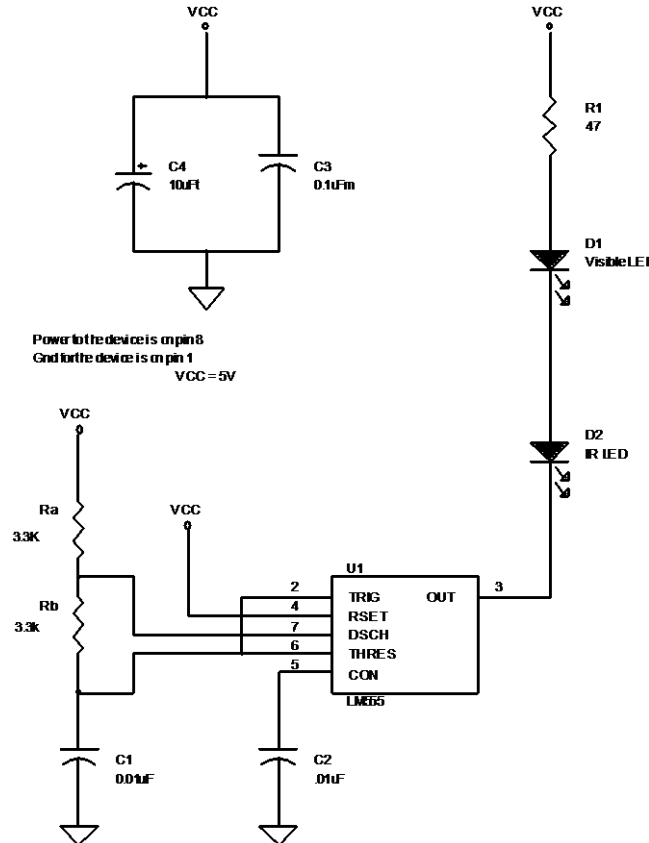 VCC
VCC
R1
47
C4
10uFt
C3
0.1uFm
D1
Visible LE
Power to the device is on pin 8
Gnd for the device is on pin 1
VCC = 5V
VCC
D2
IR LED
Ra
3.3K
VCC
U1
Rb
3.3k
2
4
7
6
5
TRIG
RSET
DSCH
THRES
CON
OUT
3
LM555
C1
0.01uF
C2
.01uF